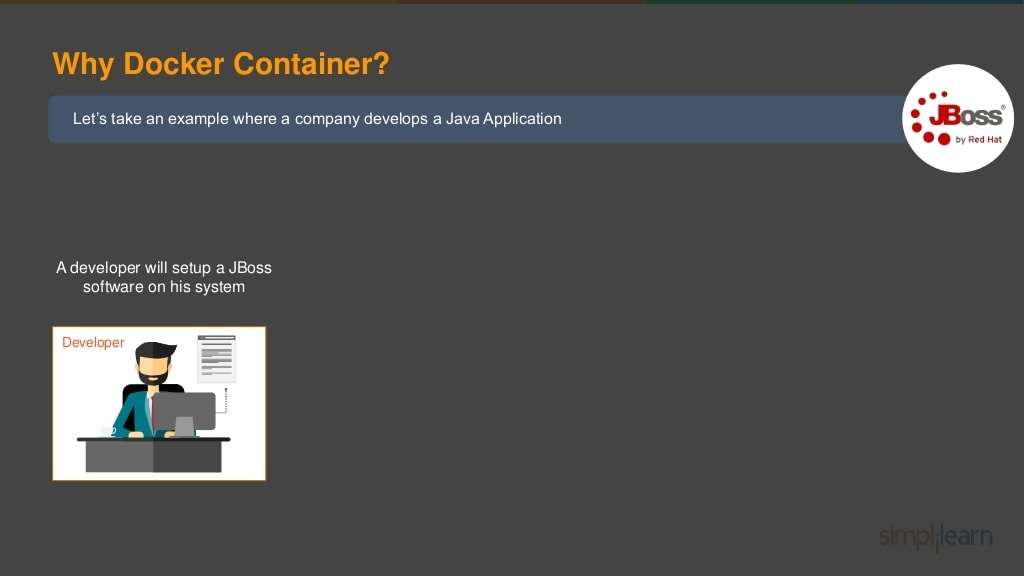 Why Docker Container?
Let's take an example where a company develops a Java Application
JBoss®
by Red Hat
A developer will setup a JBoss
software on his system
Developer
simplilearn